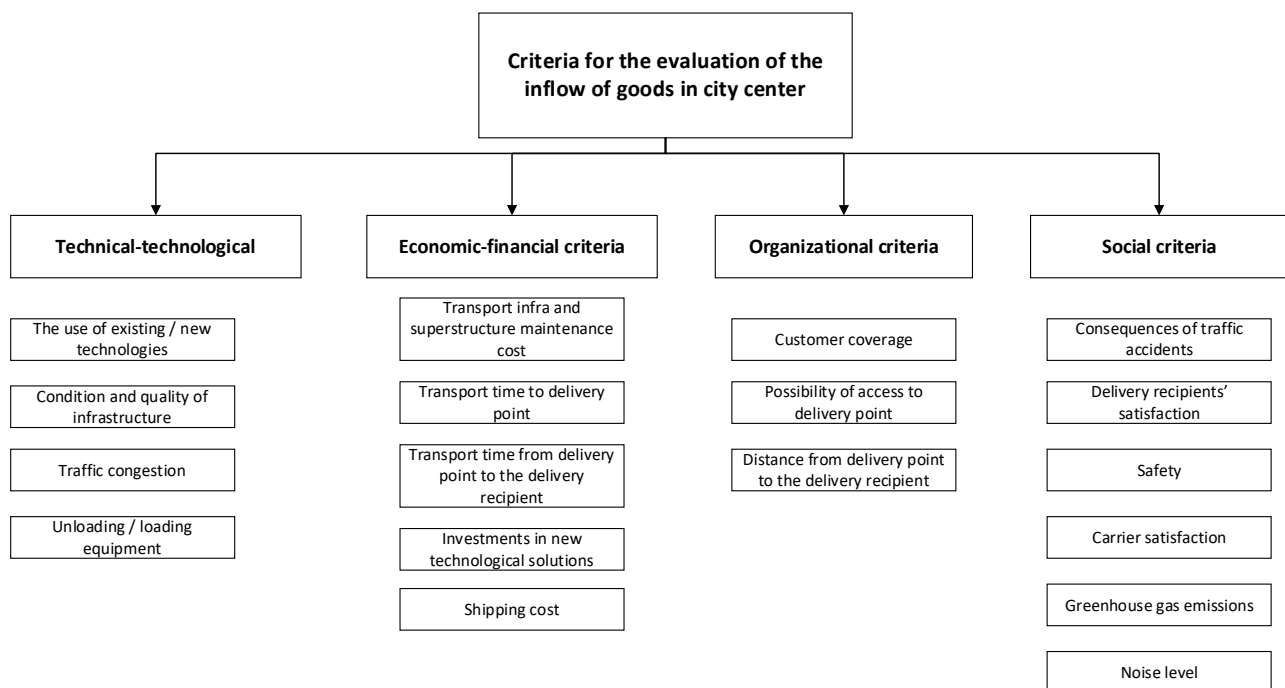 Criteria for the evaluation of the
inflow of goods in city center
Technical-technological
Economic-financial criteria
Organizational criteria
Social criteria
The use of existing / new
technologies
Condition and quality of
infrastructure
Traffic congestion
Unloading / loading
equipment
Transport infra and
superstructure maintenance
cost
Transport time to delivery
point
Transport time from delivery
point to the delivery
recipient
Investments in new
technological solutions
Shipping cost
Customer coverage
Possibility of access to
delivery point
Distance from delivery point
to the delivery recipient
Consequences of traffic
accidents
Delivery recipients’
satisfaction
Safety
Carrier satisfaction
Greenhouse gas emissions
Noise level